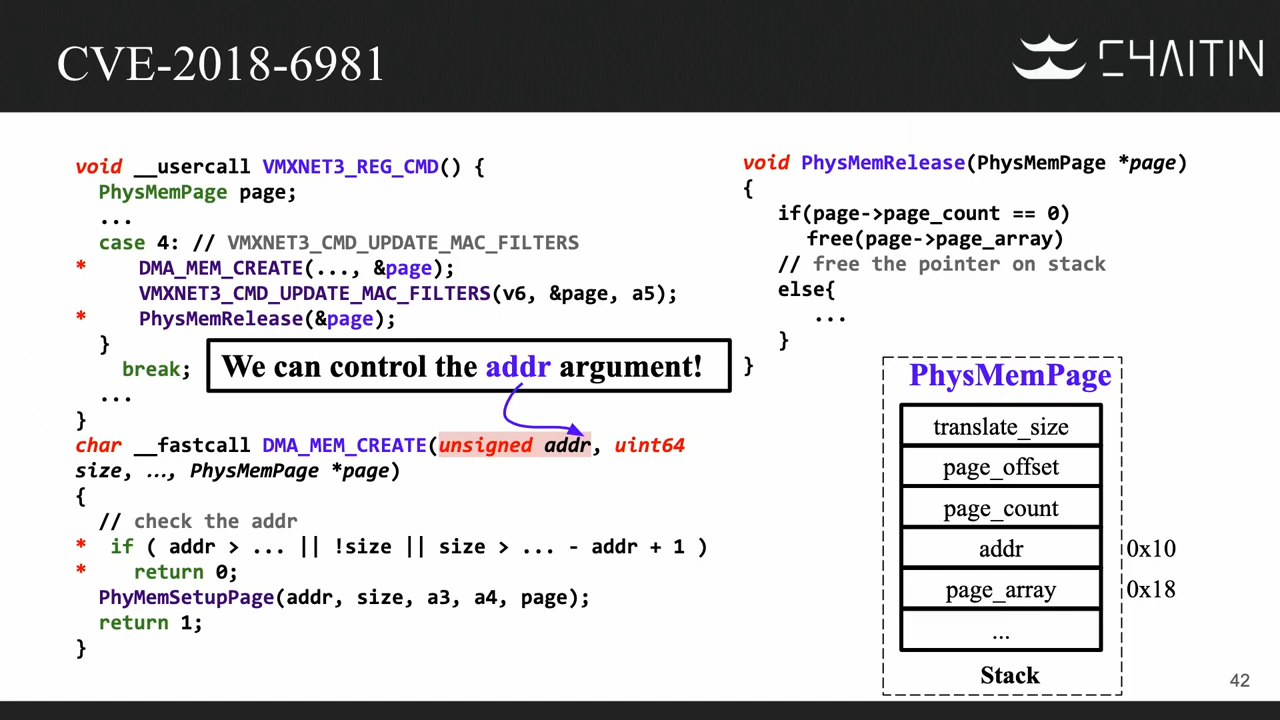 CVE-2018-6981
CHAITIN
void __usercall VMXNET3_REG_CMD() {
PhysMemPage page;
...
case 4: // VMXNET3_CMD_UPDATE_MAC_FILTERS
* DMA_MEM_CREATE(..., &page);
VMXNET3_CMD_UPDATE_MAC_FILTERS(v6, &page, a5);
* PhysMemRelease(&page);
}
break;
...
}
We can control the addr argument!
char __fastcall DMA_MEM_CREATE(unsigned addr, uint64
size, …, PhysMemPage *page)
{
// check the addr
* if ( addr > ... || !size || size > ... - addr + 1 )
* return 0;
PhyMemSetupPage(addr, size, a3, a4, page);
return 1;
}
void PhysMemRelease(PhysMemPage *page)
{
if(page->page_count == 0)
free(page->page_array)
// free the pointer on stack
else{
...
}
}
PhysMemPage
translate_size
page_offset
page_count
addr 0x10
page_array 0x18
...
Stack
42